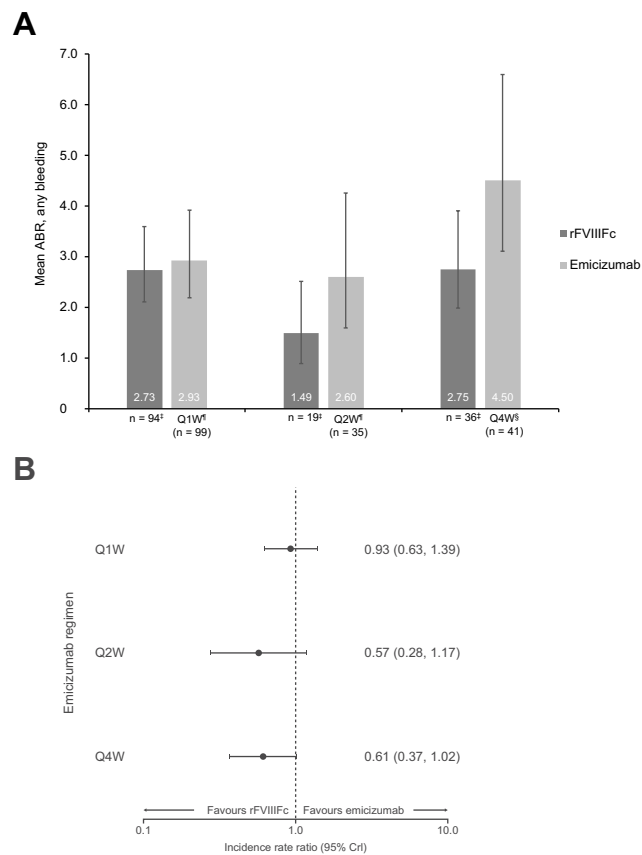 A
7.0
6.0
5.0
4.0
3.0
2.0
1.0
0
Mean ABR, any bleeding
2.73
2.93
1.49
2.60
2.75
4.50
n = 94‡ Q1W¶
(n = 99)
n = 19‡ Q2W¶
(n = 35)
n = 36‡ Q4W§
(n = 41)
rFVIIIFc
Emicizumab
B
Emicizumab regimen
Q1W 0.93 (0.63, 1.39)
Q2W 0.57 (0.28, 1.17)
Q4W 0.61 (0.37, 1.02)
Favours rFVIIIFc Favours emicizumab
0.1 1.0 10.0
Incidence rate ratio (95% Crl)